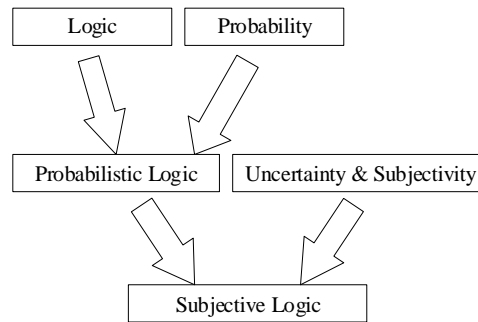 Logic
Probability
Probabilistic Logic
Uncertainty & Subjectivity
Subjective Logic